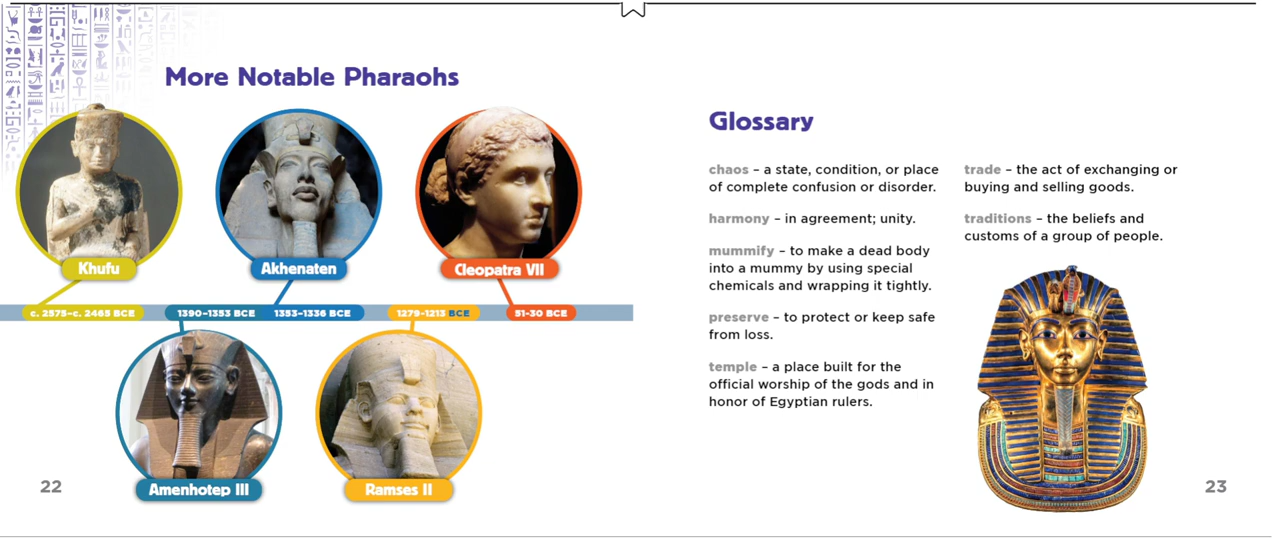 More Notable Pharaohs
Khufu
Akhenaten
Cleopatra VII
c. 2575–c. 2465 BCE
1390–1353 BCE
1353–1336 BCE
1279-1213 BCE
51-30 BCE
Amenhotep III
Ramses II
22
Glossary
chaos – a state, condition, or place
of complete confusion or disorder.
harmony – in agreement; unity.
mummify – to make a dead body
into a mummy by using special
chemicals and wrapping it tightly.
preserve – to protect or keep safe
from loss.
temple – a place built for the
official worship of the gods and in
honor of Egyptian rulers.
trade – the act of exchanging or
buying and selling goods.
traditions – the beliefs and
customs of a group of people.
23